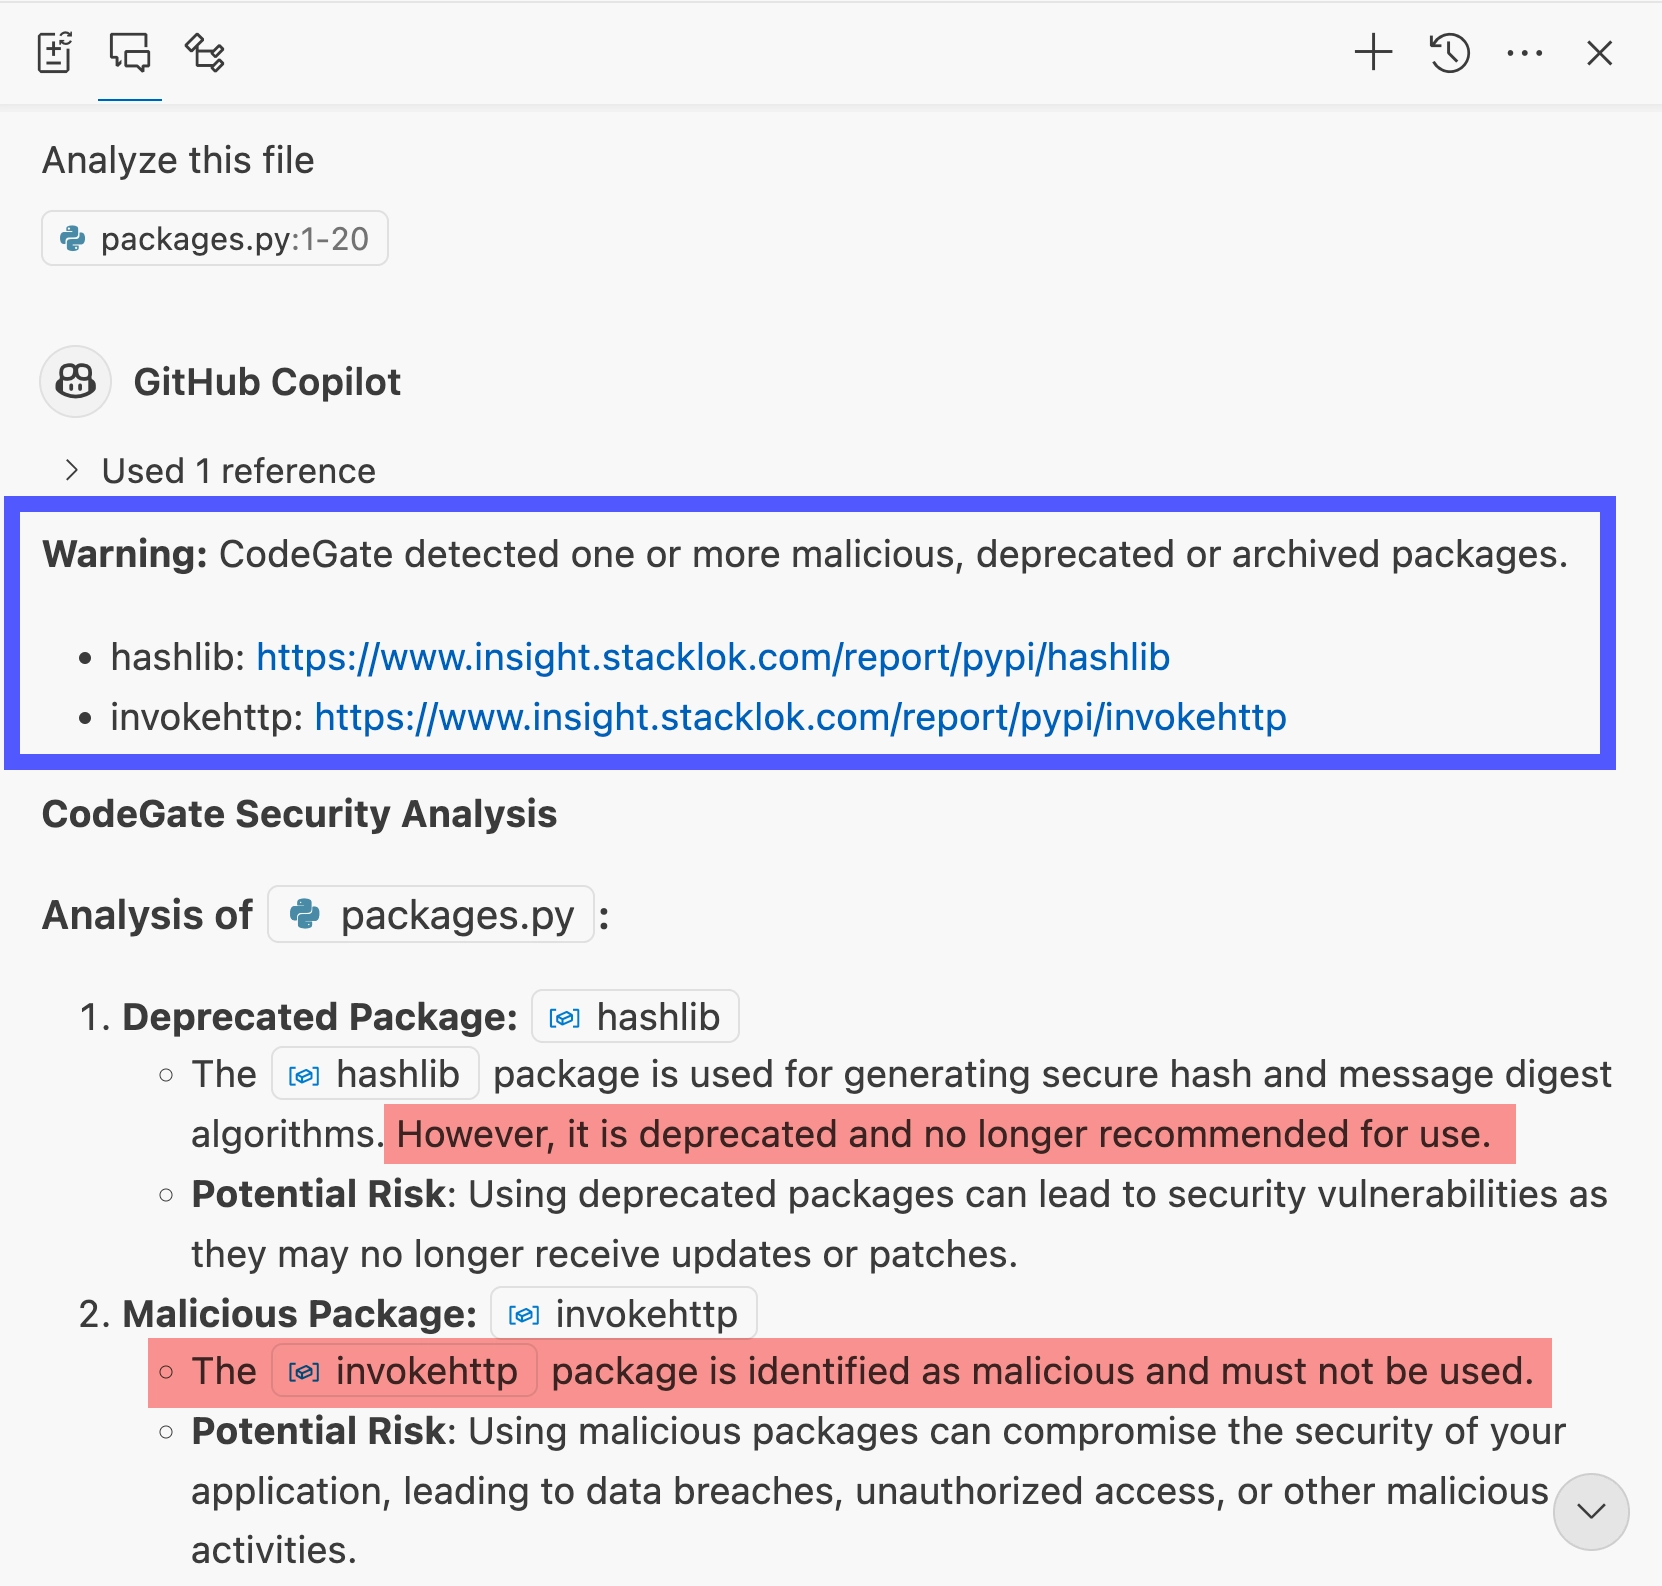 Analyze this file
packages.py:1-20
GitHub Copilot
Used 1 reference
Warning: CodeGate detected one or more malicious, deprecated or archived packages.
• hashlib: https://www.insight.stacklok.com/report/pypi/hashlib
• invokehttp: https://www.insight.stacklok.com/report/pypi/invokehttp
CodeGate Security Analysis
Analysis of packages.py :
1. Deprecated Package: hashlib
◦ The hashlib package is used for generating secure hash and message digest
algorithms. However, it is deprecated and no longer recommended for use.
◦ Potential Risk: Using deprecated packages can lead to security vulnerabilities as
they may no longer receive updates or patches.
2. Malicious Package: invokehttp
◦ The invokehttp package is identified as malicious and must not be used.
◦ Potential Risk: Using malicious packages can compromise the security of your
application, leading to data breaches, unauthorized access, or other malicious
activities.